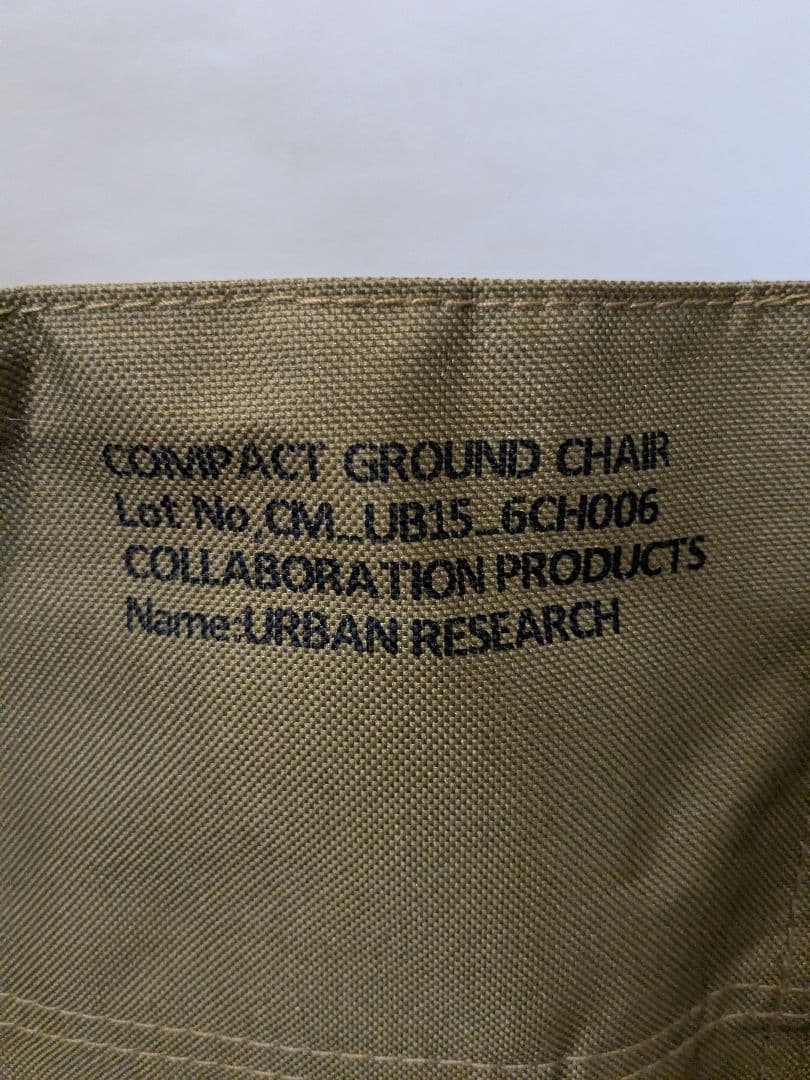 COMPACT GROUND CHAIR
Lot No,CM_UB15_6CH006
COLLABORATION PRODUCTS
Name:URBAN RESEARCH